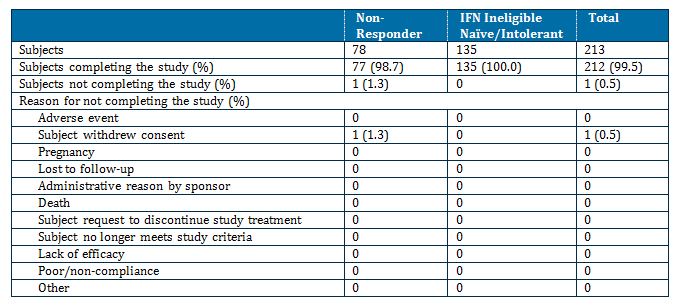 Non-Responder IFN Ineligible Naïve/Intolerant Total
Subjects 78 135 213
Subjects completing the study (%) 77 (98.7) 135 (100.0) 212 (99.5)
Subjects not completing the study (%) 1 (1.3) 0 1 (0.5)
Reason for not completing the study (%)
Adverse event 0 0 0
Subject withdrew consent 1 (1.3) 0 1 (0.5)
Pregnancy 0 0 0
Lost to follow-up 0 0 0
Administrative reason by sponsor 0 0 0
Death 0 0 0
Subject request to discontinue study treatment 0 0 0
Subject no longer meets study criteria 0 0 0
Lack of efficacy 0 0 0
Poor/non-compliance 0 0 0
Other 0 0 0